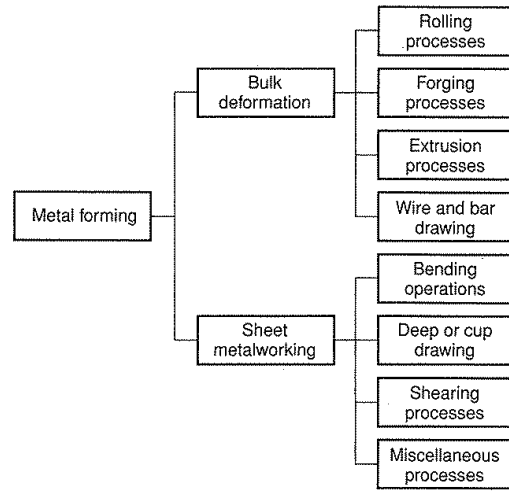 Rolling
processes
Bulk
deformation
Forging
processes
Extrusion
processes
Wire and bar
drawing
Metal forming
Bending
operations
Sheet
metalworking
Deep or cup
drawing
Shearing
processes
Miscellaneous
processes